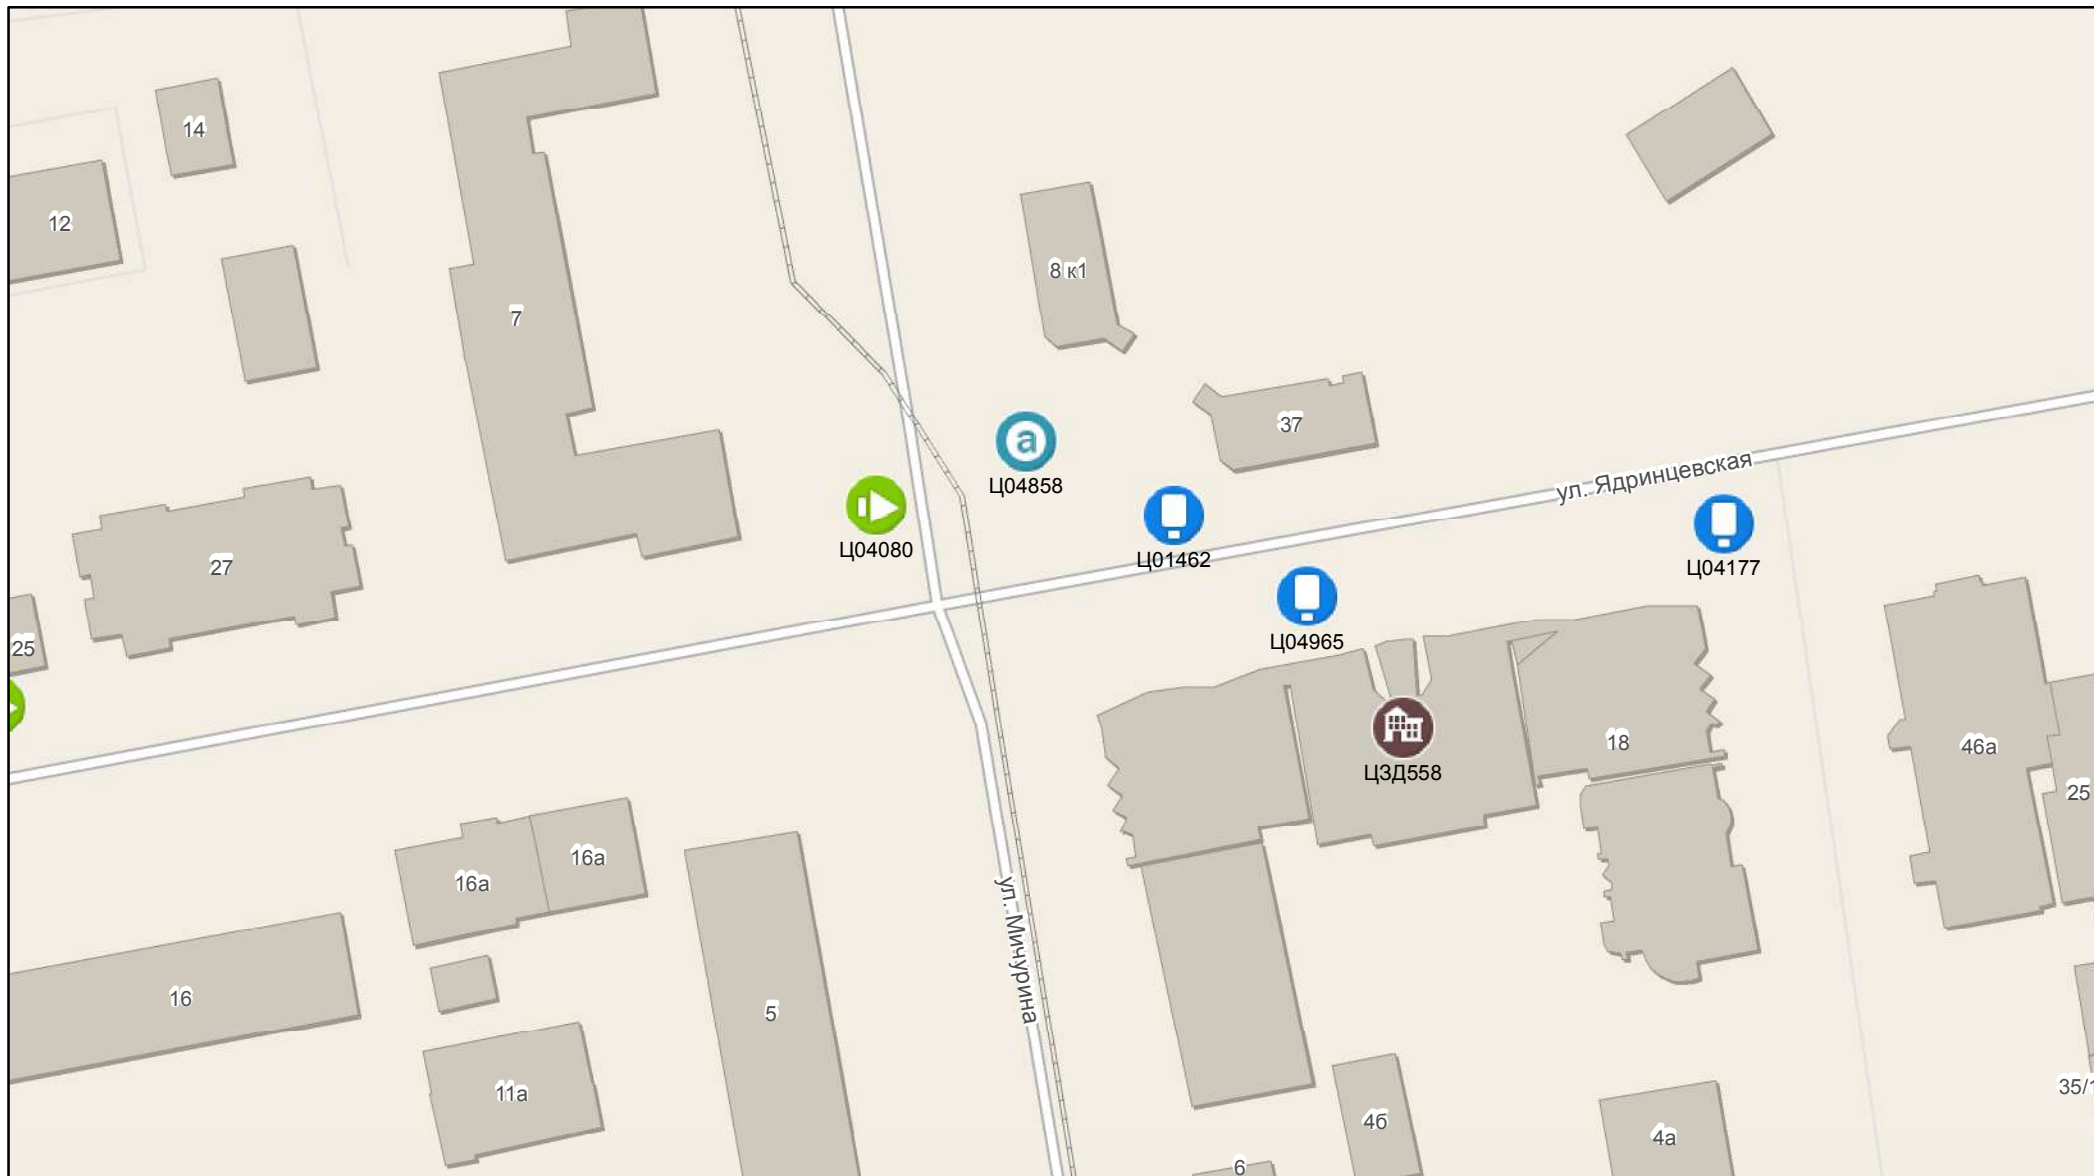 14
12
8 к1
7
37
ул. Ядринцевская
Ц04858
Ц04080
Ц01462
Ц04177
27
25
Ц04965
18
46а
ЦЗД558
25
16а
16а
ул. Мичурина
16
5
11а
35/1
4б
4а
6